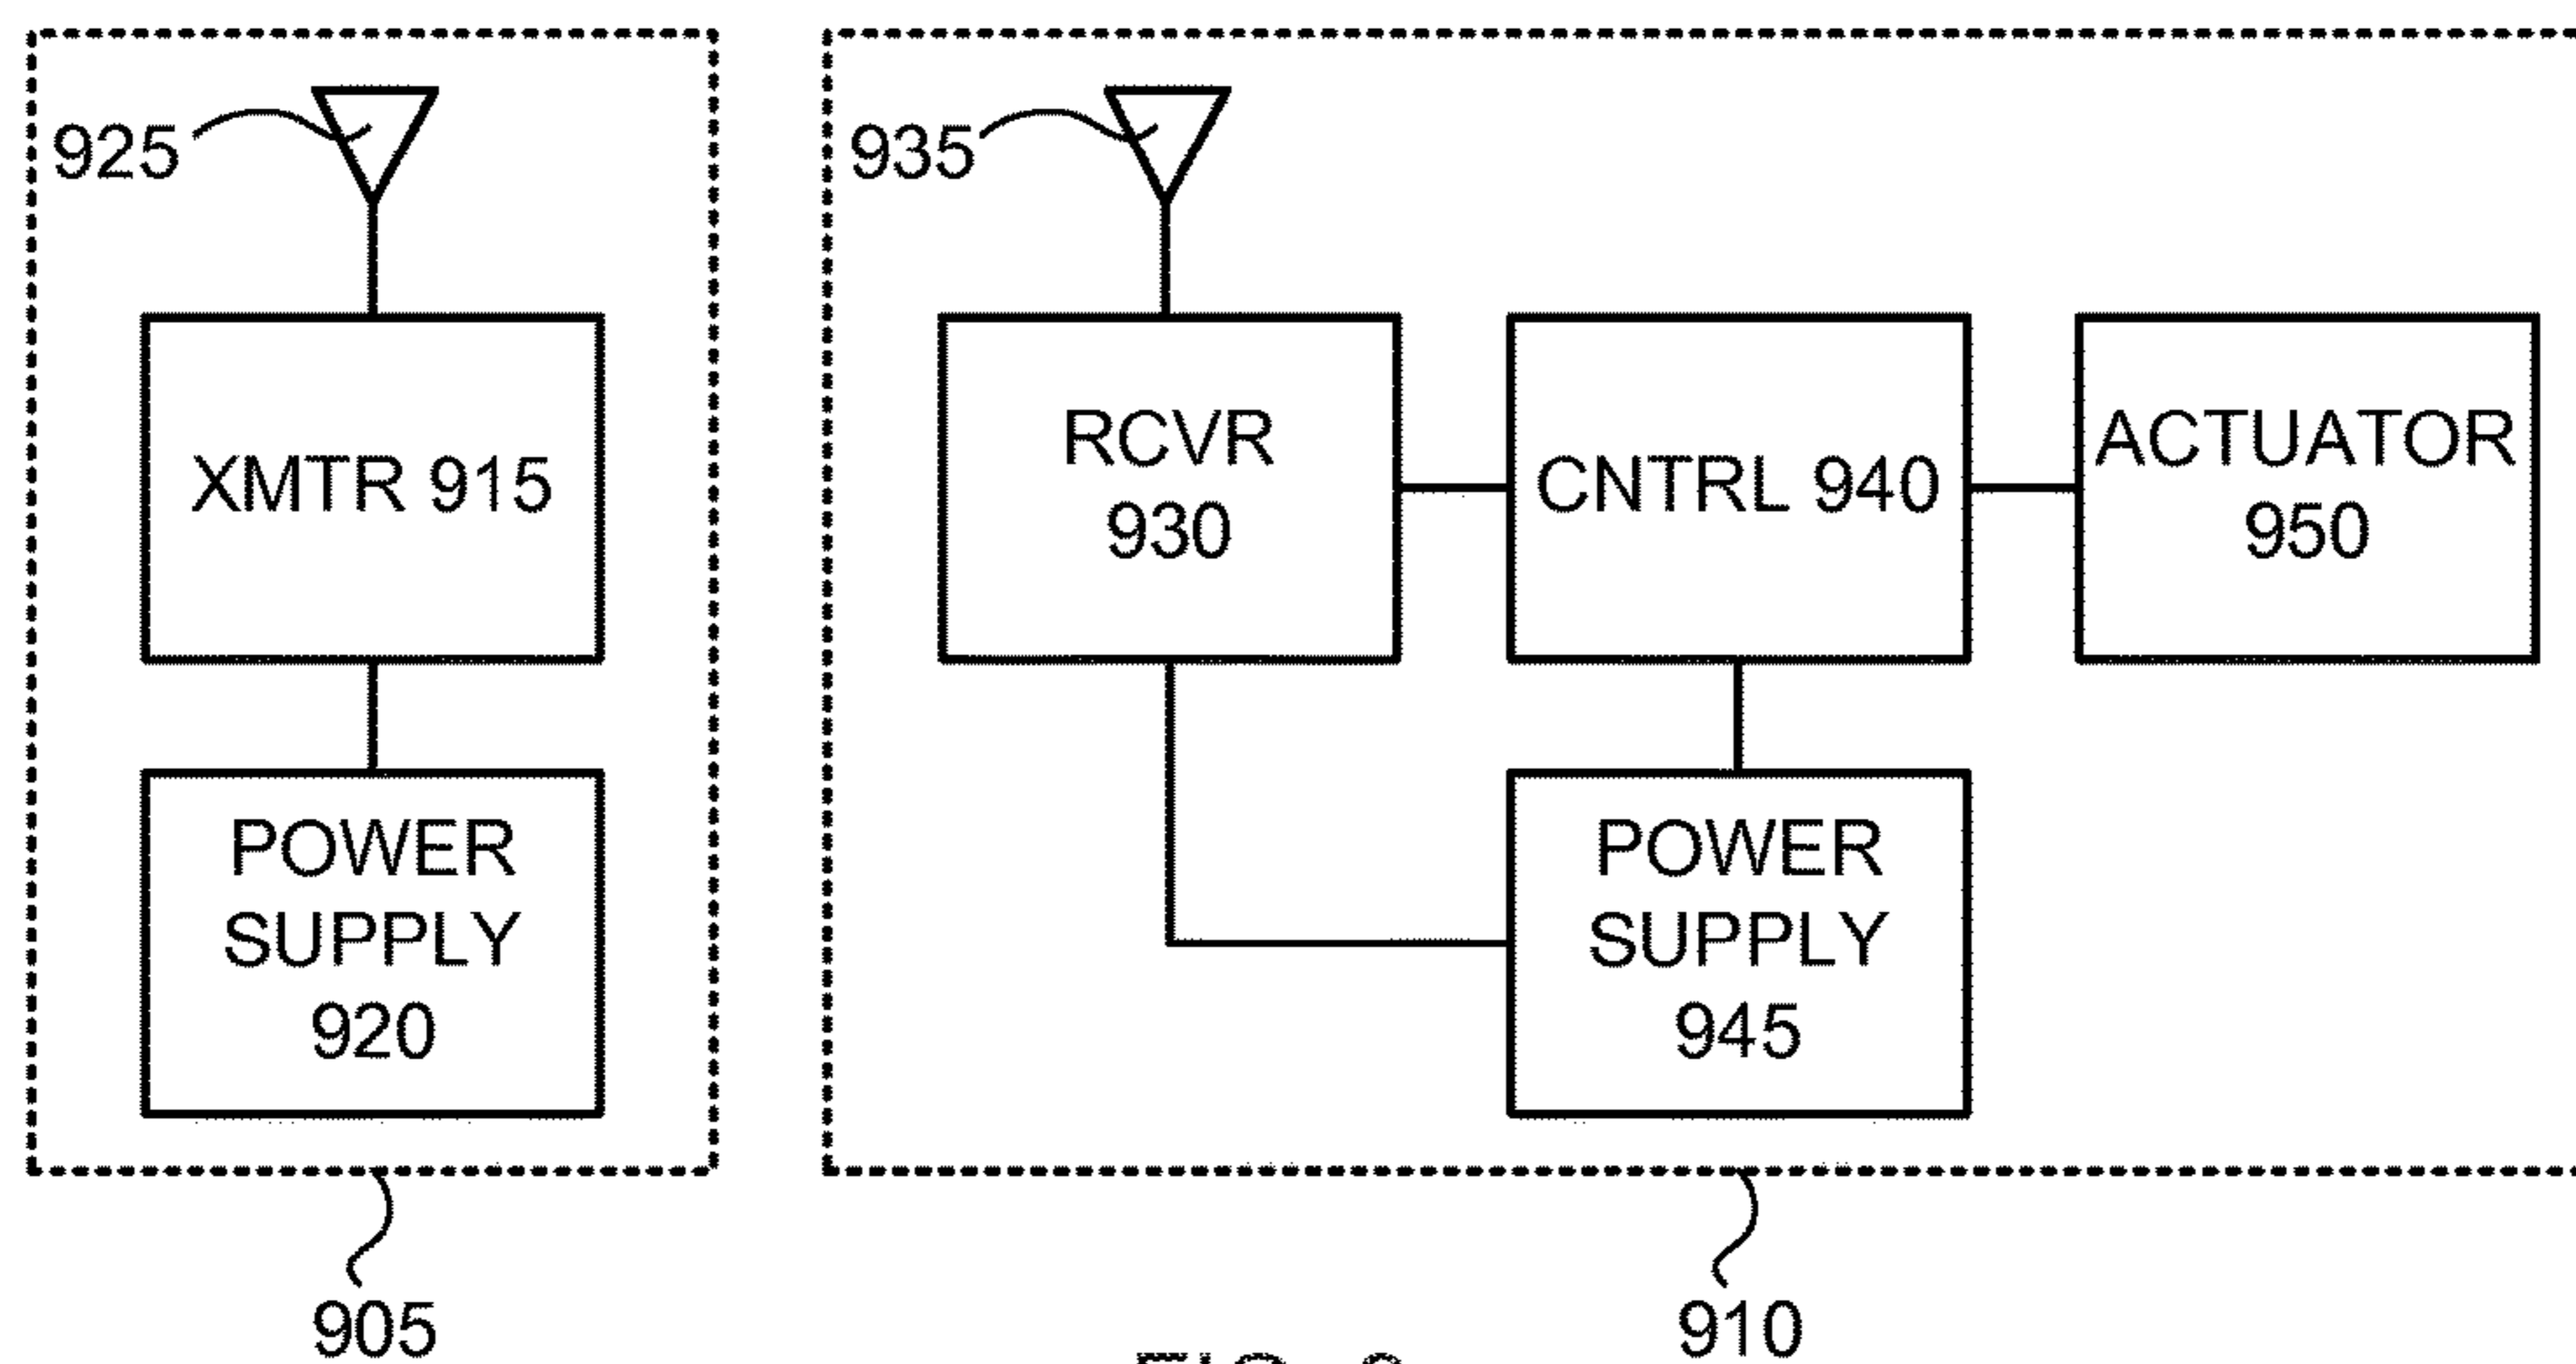 925
XMTR 915
POWER
SUPPLY
920
905
935
RCVR
930
CNTRL 940
ACTUATOR
950
POWER
SUPPLY
945
910